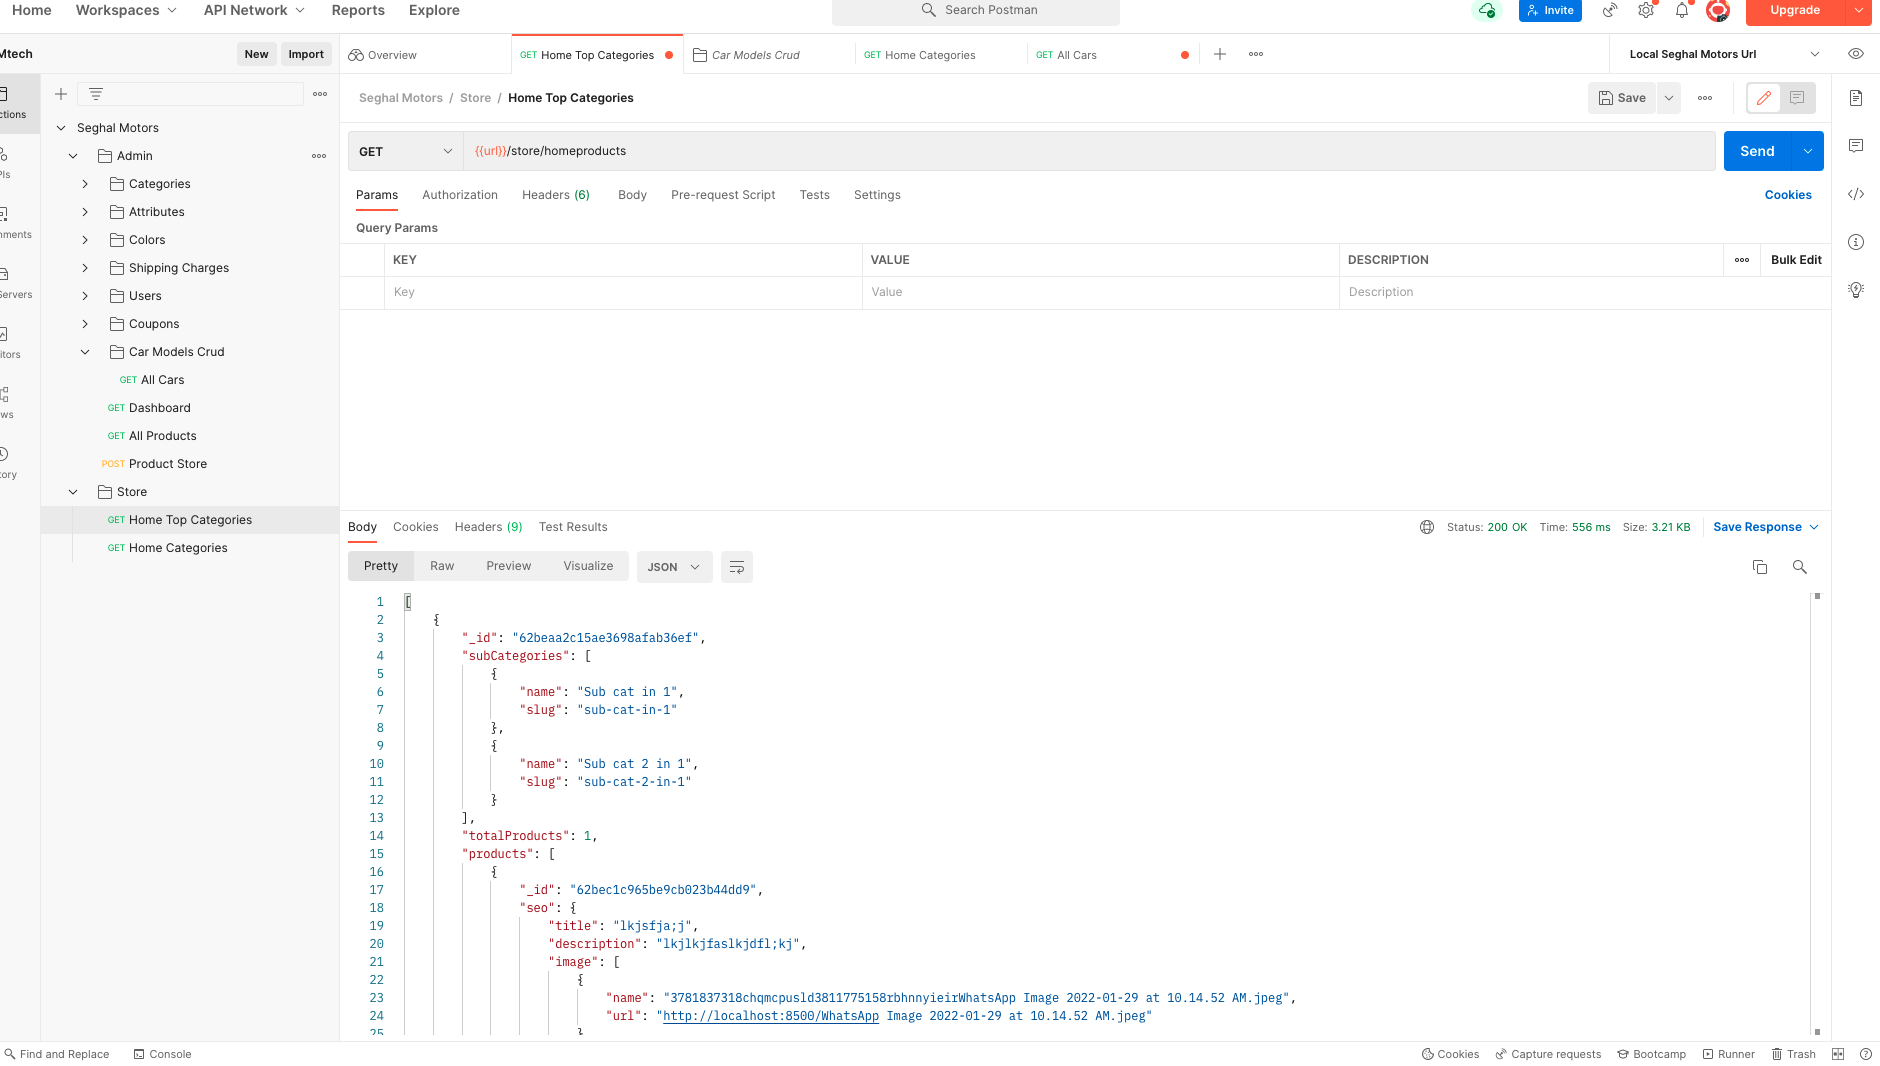 Home Workspaces API Network Reports Explore Search Postman Invite Upgrade
Mtech New Import Overview GET Home Top Categories Car Models Crud GET Home Categories GET All Cars Local Seghal Motors Url
Seghal Motors / Store / Home Top Categories Save
ctions
Seghal Motors
Admin
Categories
Attributes
Colors
Shipping Charges
Users
Coupons
Car Models Crud
GET All Cars
GET Dashboard
GET All Products
POST Product Store
Store
GET Home Top Categories
GET Home Categories
PIs
nments
Servers
itors
ws
tory
GET {{url}}/store/homeproducts Send
Params Authorization Headers (6) Body Pre-request Script Tests Settings Cookies
Query Params
KEY VALUE DESCRIPTION Bulk Edit
Key Value Description
Body Cookies Headers (9) Test Results Status: 200 OK Time: 556 ms Size: 3.21 KB Save Response
Pretty Raw Preview Visualize JSON
1 [
2 {
3 "_id": "62beaa2c15ae3698afab36ef",
4 "subCategories": [
5 {
6 "name": "Sub cat in 1",
7 "slug": "sub-cat-in-1"
8 },
9 {
10 "name": "Sub cat 2 in 1",
11 "slug": "sub-cat-2-in-1"
12 }
13 ],
14 "totalProducts": 1,
15 "products": [
16 {
17 "_id": "62bec1c965be9cb023b44dd9",
18 "seo": {
19 "title": "lkjsfja;j",
20 "description": "lkjlkjfaslkjdfl;kj",
21 "image": [
22 {
23 "name": "3781837318chqmcpusld3811775158rbhnnyieirWhatsApp Image 2022-01-29 at 10.14.52 AM.jpeg",
24 "url": "http://localhost:8500/WhatsApp Image 2022-01-29 at 10.14.52 AM.jpeg"
25 }
Find and Replace Console Cookies Capture requests Bootcamp Runner Trash